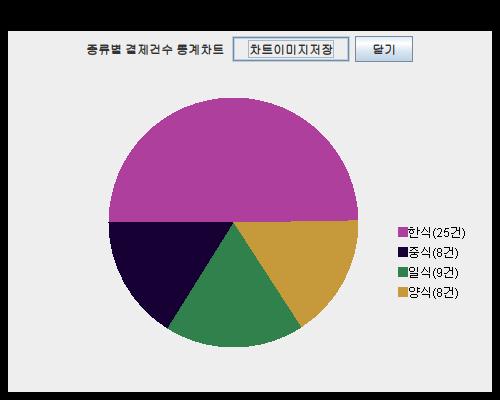 종류별 결제건수 통계차트 차트이미지저장 닫기
한식(25건)
중식(8건)
일식(9건)
양식(8건)